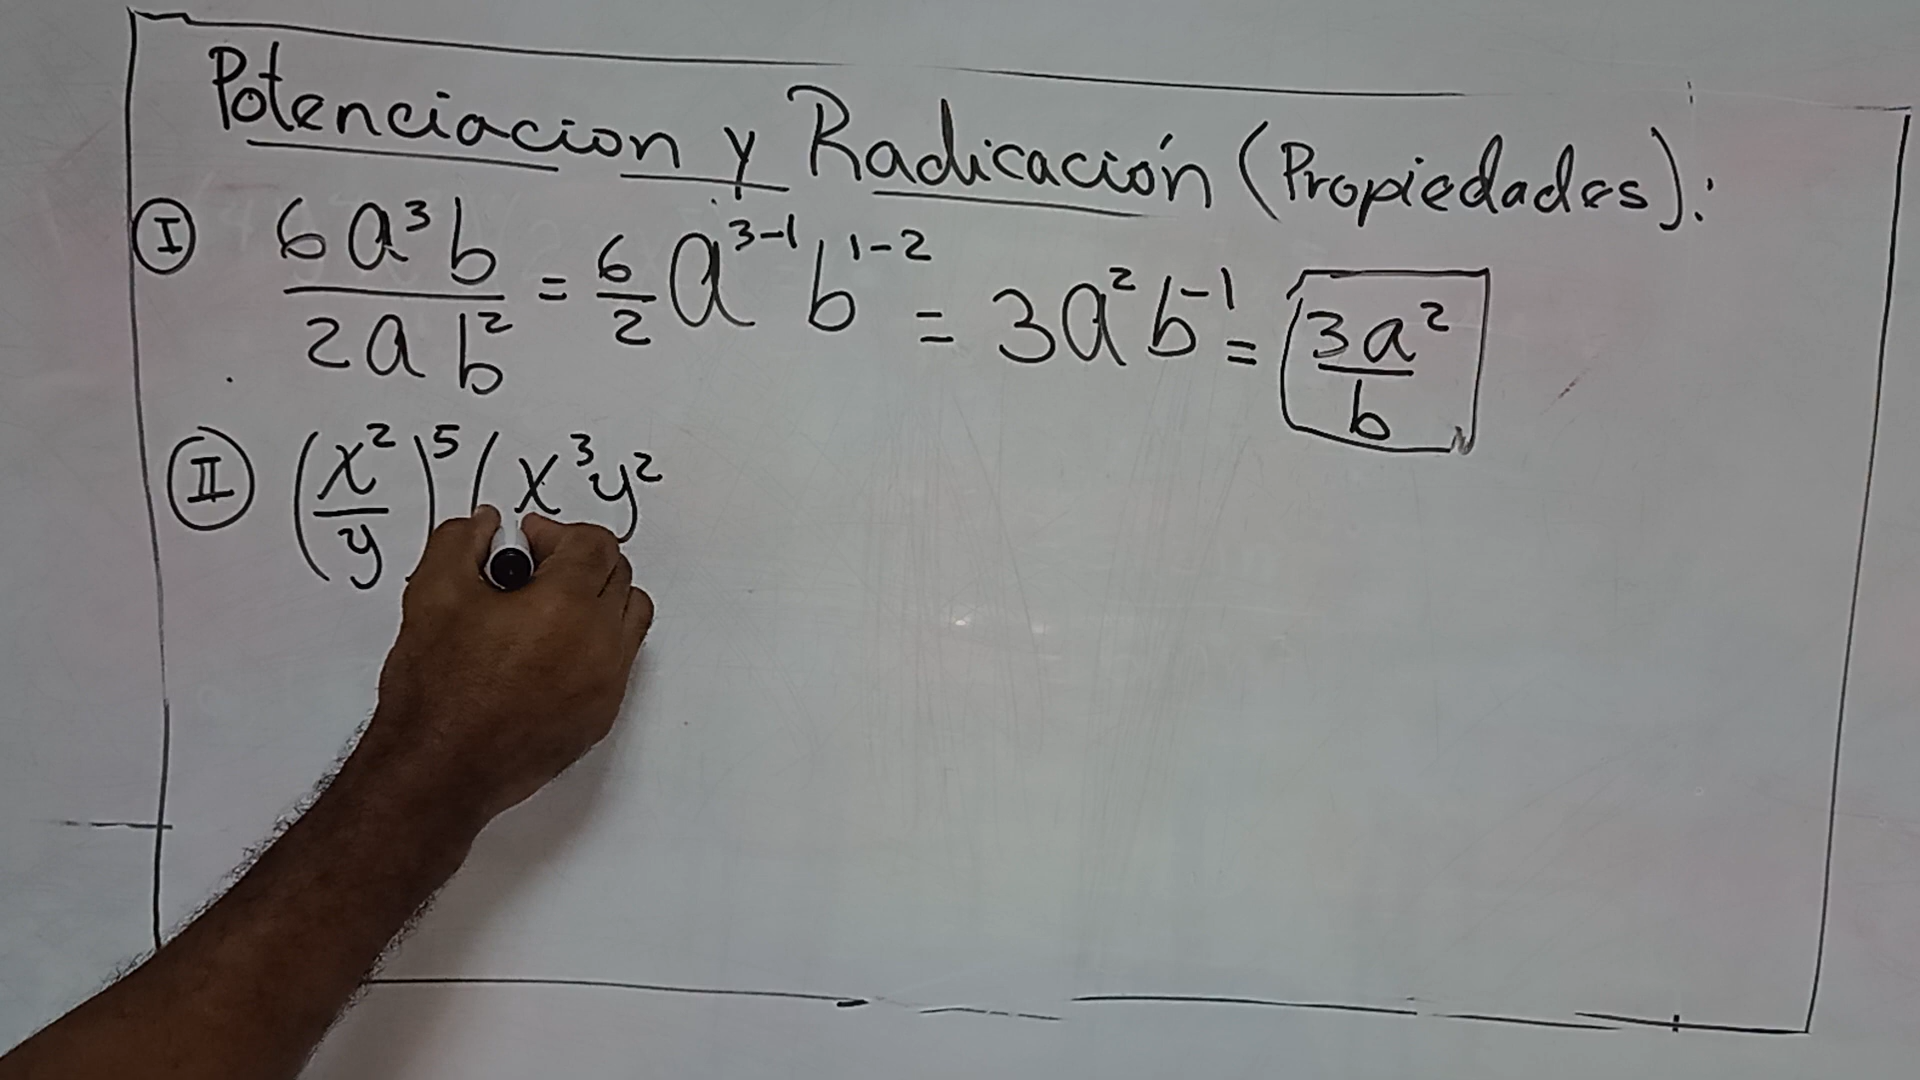 Potenciacion y Radicación (Propiedades):
Ⓘ 6a³b / 2ab² = 6/2 a³⁻¹ b¹⁻² = 3a²b⁻¹ = 3a²/b
Ⅱ (x²/y)⁵ (x³y²